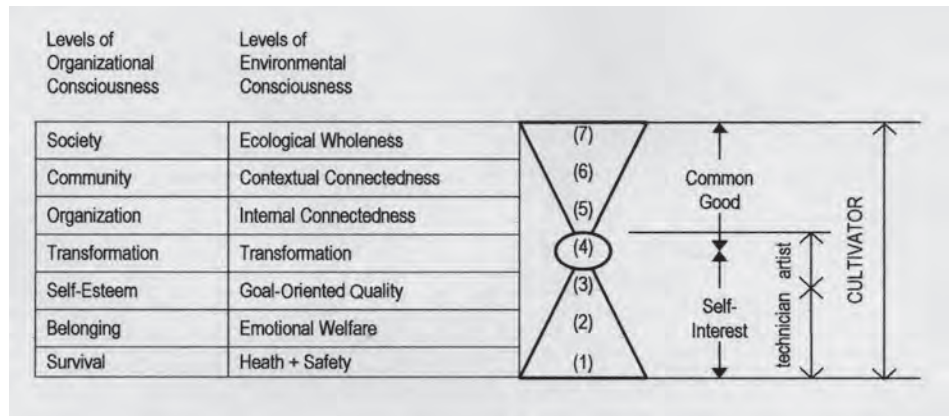 Levels of
Organizational
Consciousness
Levels of
Environmental
Consciousness
Society
Ecological Wholeness
(7)
Community
Contextual Connectedness
(6)
Organization
Internal Connectedness
(5)
Transformation
Transformation
(4)
Self-Esteem
Goal-Oriented Quality
(3)
Belonging
Emotional Welfare
(2)
Survival
Heath + Safety
(1)
Common
Good
Self-
Interest
technician
artist
CULTIVATOR